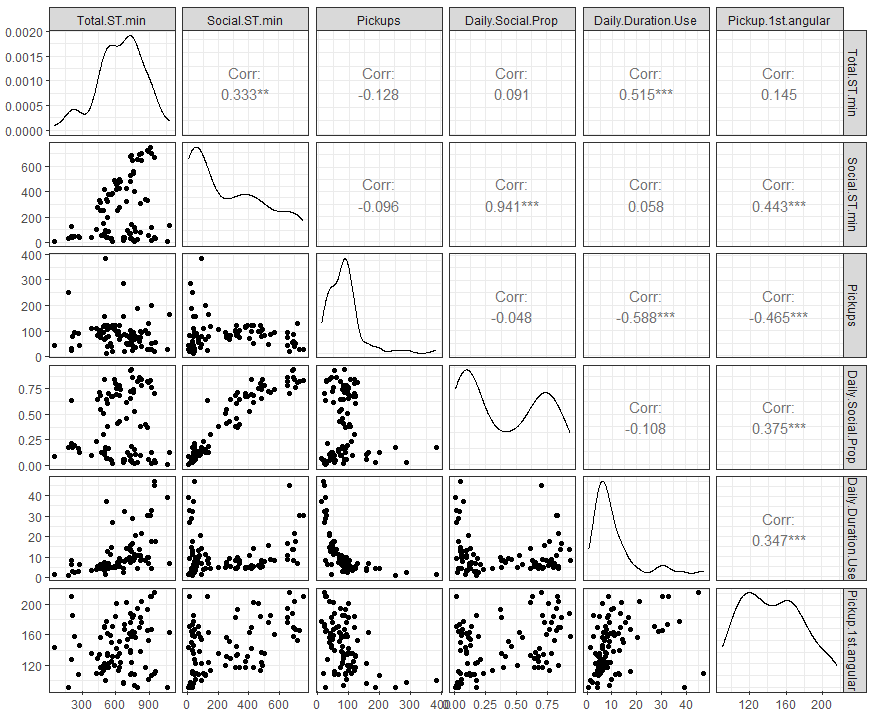 Total.ST.min Social.ST.min Pickups Daily.Social.Prop Daily.Duration.Use Pickup.1st.angular
0.0020
0.0015
0.0010
0.0005
0.0000
Corr: Corr: Corr: Corr: Corr:
0.333** -0.128 0.091 0.515*** 0.145
Total.ST.min
600
400
200
0
Corr: Corr: Corr: Corr:
-0.096 0.941*** 0.058 0.443***
Social.ST.min
400
300
200
100
0
Corr: Corr: Corr:
-0.048 -0.588*** -0.465***
Pickups
0.75
0.50
0.25
0.00
Corr: Corr:
-0.108 0.375***
Daily.Social.Prop
40
30
20
10
0
Corr:
0.347***
Daily.Duration.Use
200
160
120
Pickup.1st.angular
300 600 900 0 200 400 600 0 100 200 300 400 0.00 0.25 0.50 0.75 0 10 20 30 40 120 160 200